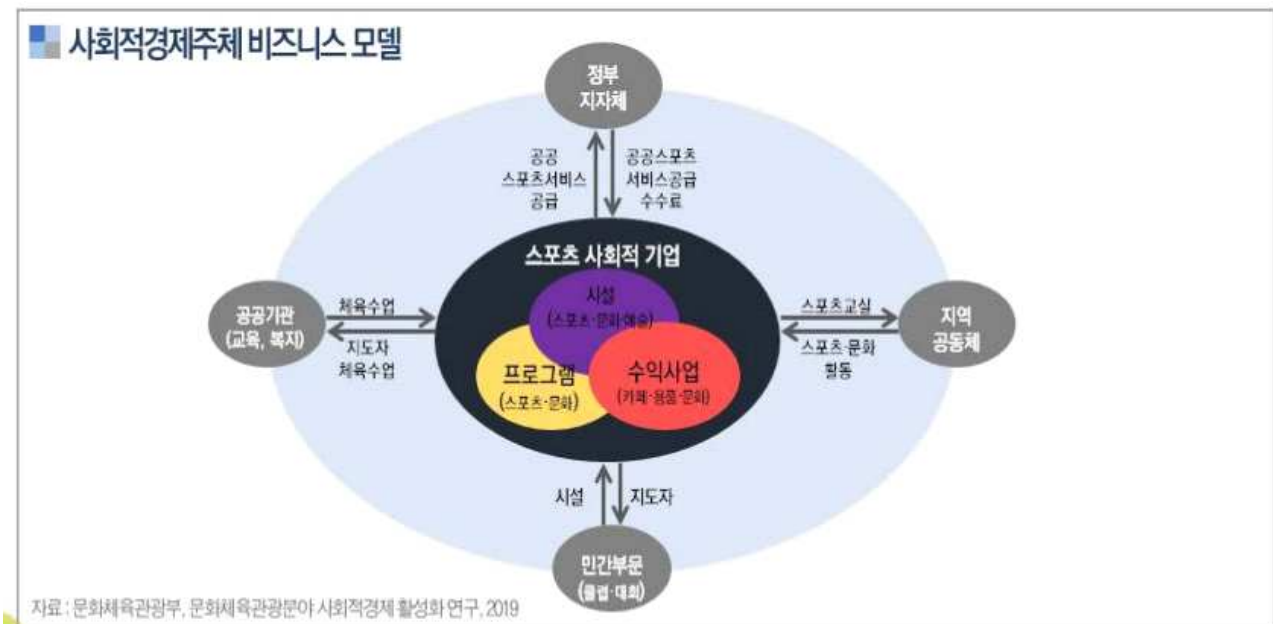 사회적경제주체 비즈니스 모델
정부
지자체
공공
스포츠서비스
공급
공공스포츠
서비스공급
수수료
스포츠 사회적 기업
시설
(스포츠·문화·예술)
프로그램
(스포츠·문화)
수익사업
(카페·용품·문화)
공공기관
(교육, 복지)
체육수업
지도자
체육수업
스포츠교실
스포츠·문화
활동
지역
공동체
시설
지도자
민간부문
(클럽·대회)
자료 : 문화체육관광부, 문화체육관광분야 사회적경제 활성화 연구, 2019